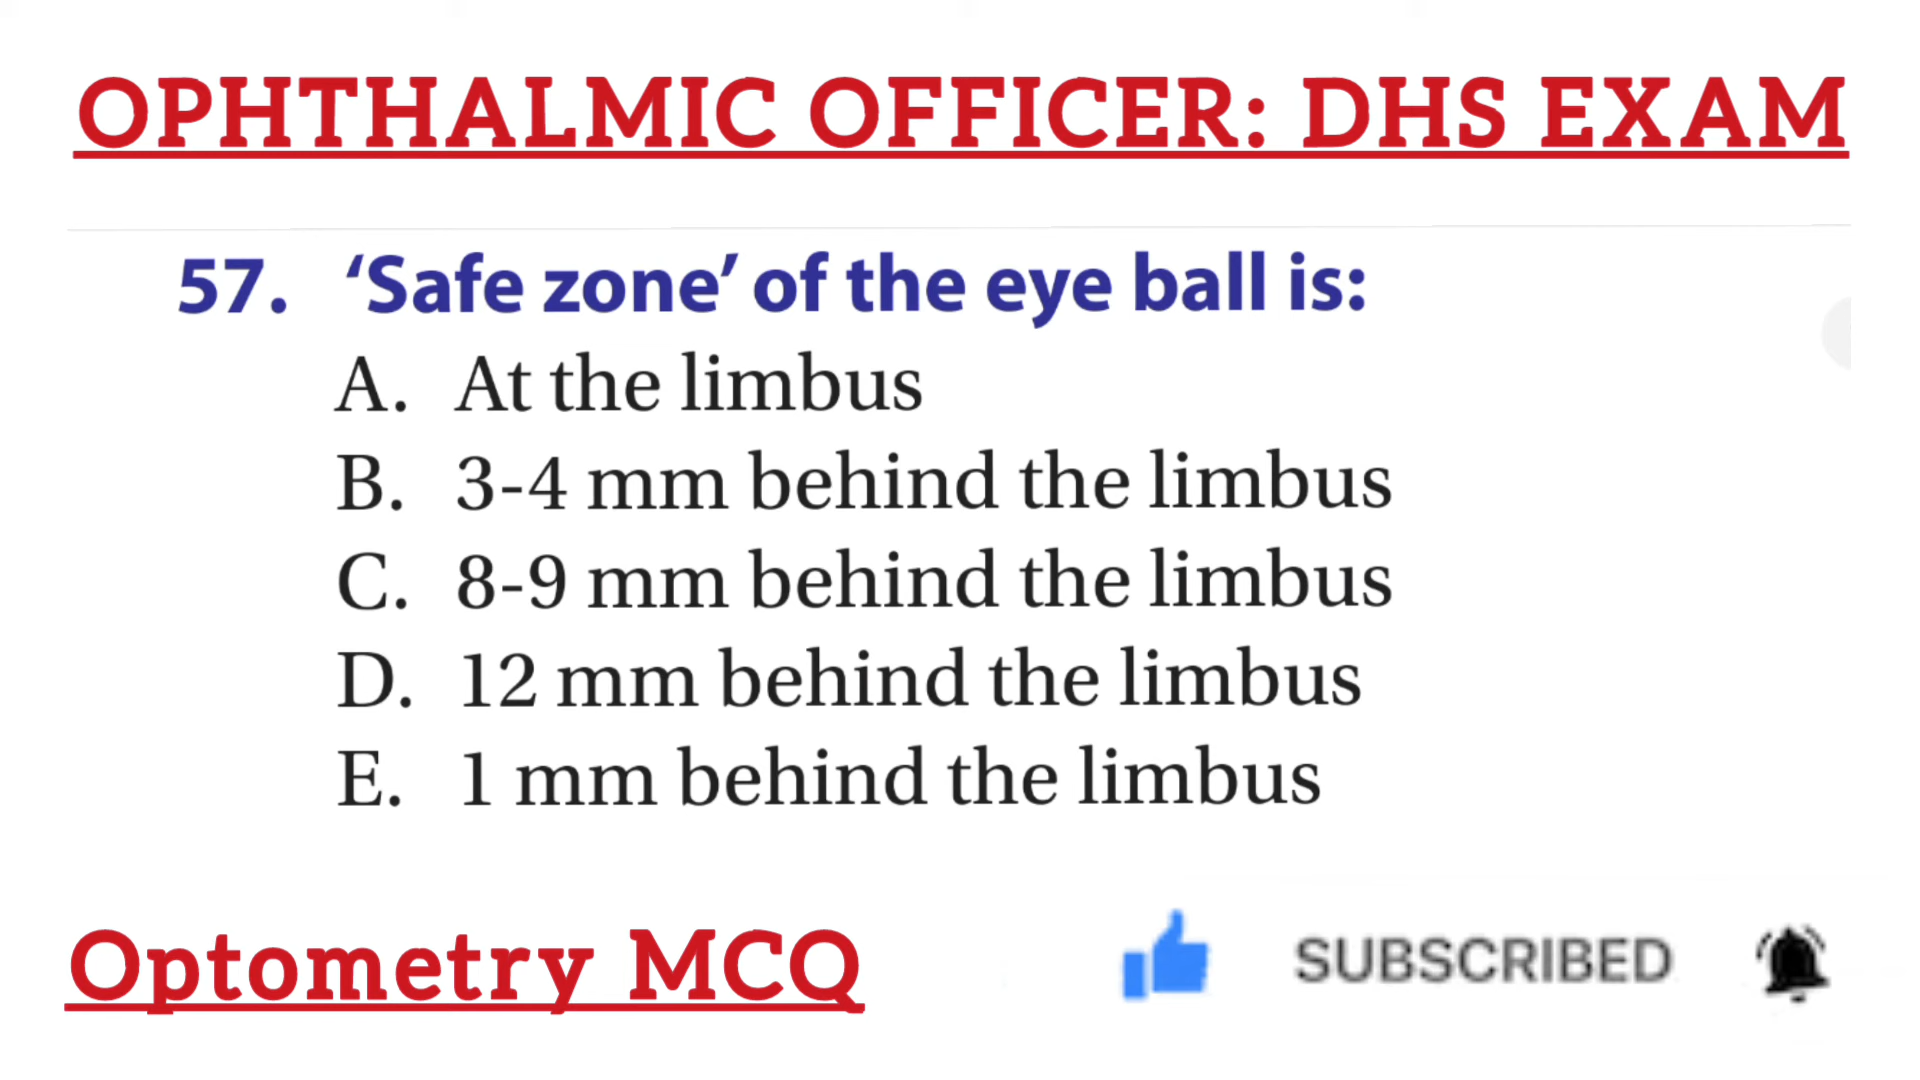 OPHTHALMIC OFFICER: DHS EXAM
57. ‘Safe zone’ of the eye ball is:
A. At the limbus
B. 3-4 mm behind the limbus
C. 8-9 mm behind the limbus
D. 12 mm behind the limbus
E. 1 mm behind the limbus
Optometry MCQ
SUBSCRIBED